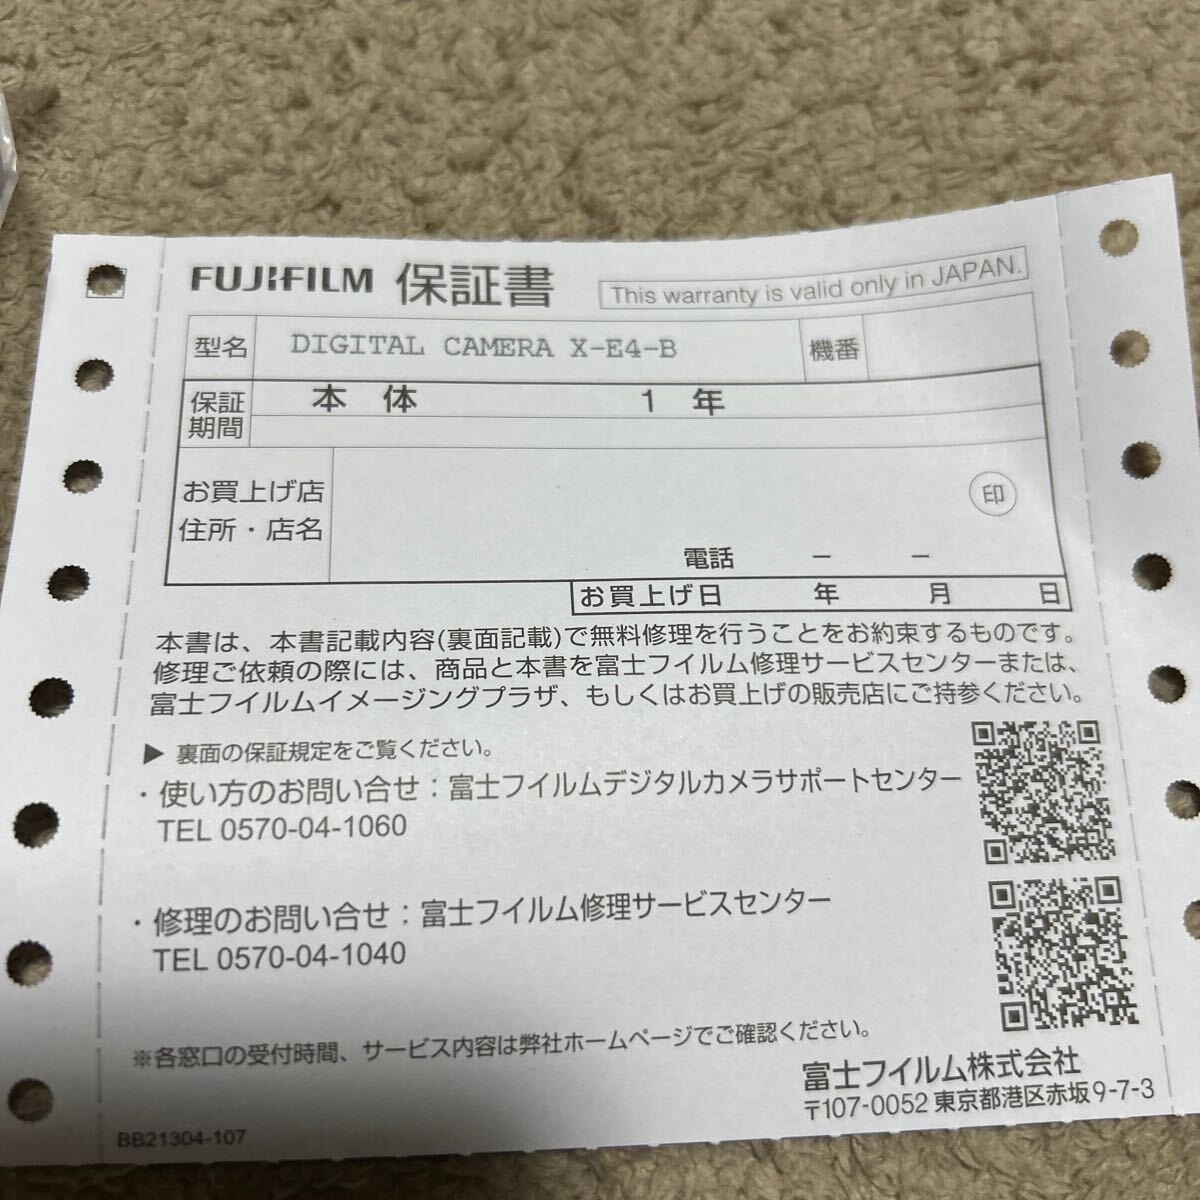 FUJIFILM 保証書 This warranty is valid only in JAPAN.
型名 DIGITAL CAMERA X-E4-B 機番
保証期間 本体 1年
お買上げ店
住所・店名
印
電話 － －
お買上げ日 年 月 日
本書は、本書記載内容(裏面記載)で無料修理を行うことをお約束するものです。
修理ご依頼の際には、商品と本書を富士フイルム修理サービスセンターまたは、
富士フイルムイメージングプラザ、もしくはお買上げの販売店にご持参ください。
▶ 裏面の保証規定をご覧ください。
・使い方のお問い合せ：富士フイルムデジタルカメラサポートセンター
TEL 0570-04-1060
・修理のお問い合せ：富士フイルム修理サービスセンター
TEL 0570-04-1040
※各窓口の受付時間、サービス内容は弊社ホームページでご確認ください。
富士フイルム株式会社
〒107-0052 東京都港区赤坂9-7-3
BB21304-107